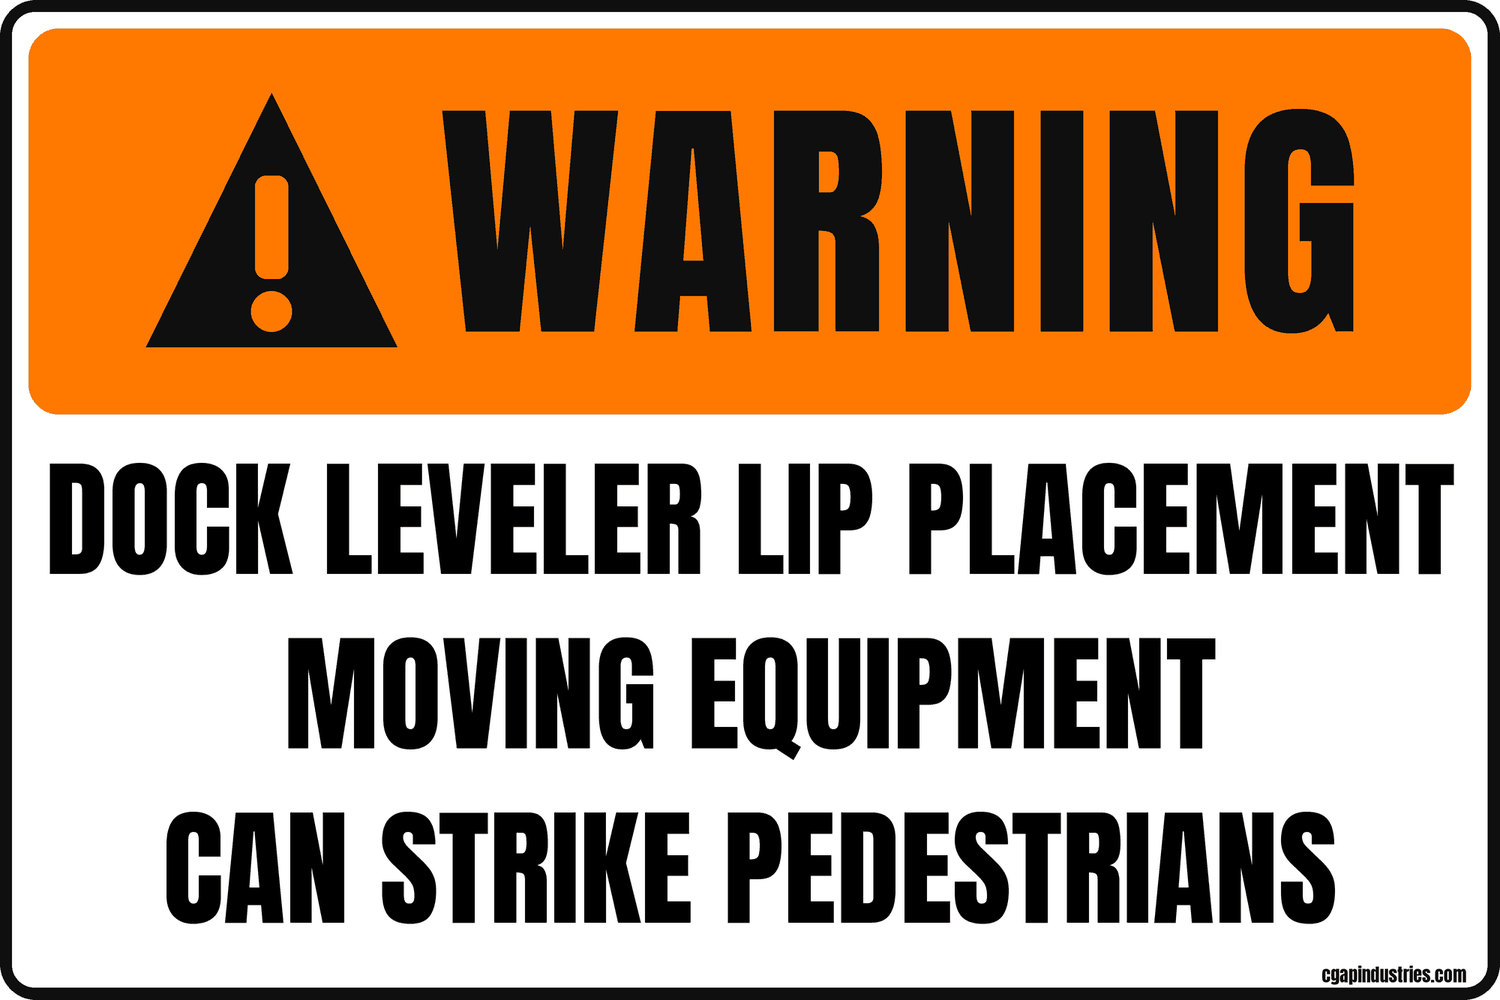 WARNING
DOCK LEVELER LIP PLACEMENT
MOVING EQUIPMENT
CAN STRIKE PEDESTRIANS
cgapindustries.com